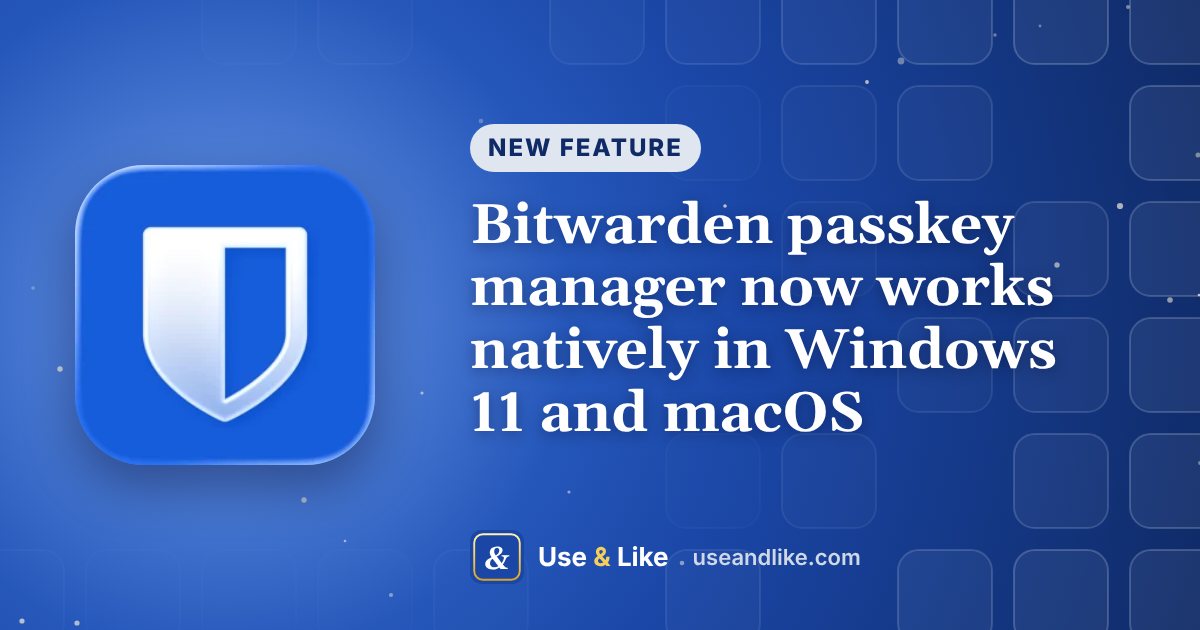 NEW FEATURE
Bitwarden passkey
manager now works
natively in Windows
11 and macOS
& Use & Like • useandlike.com